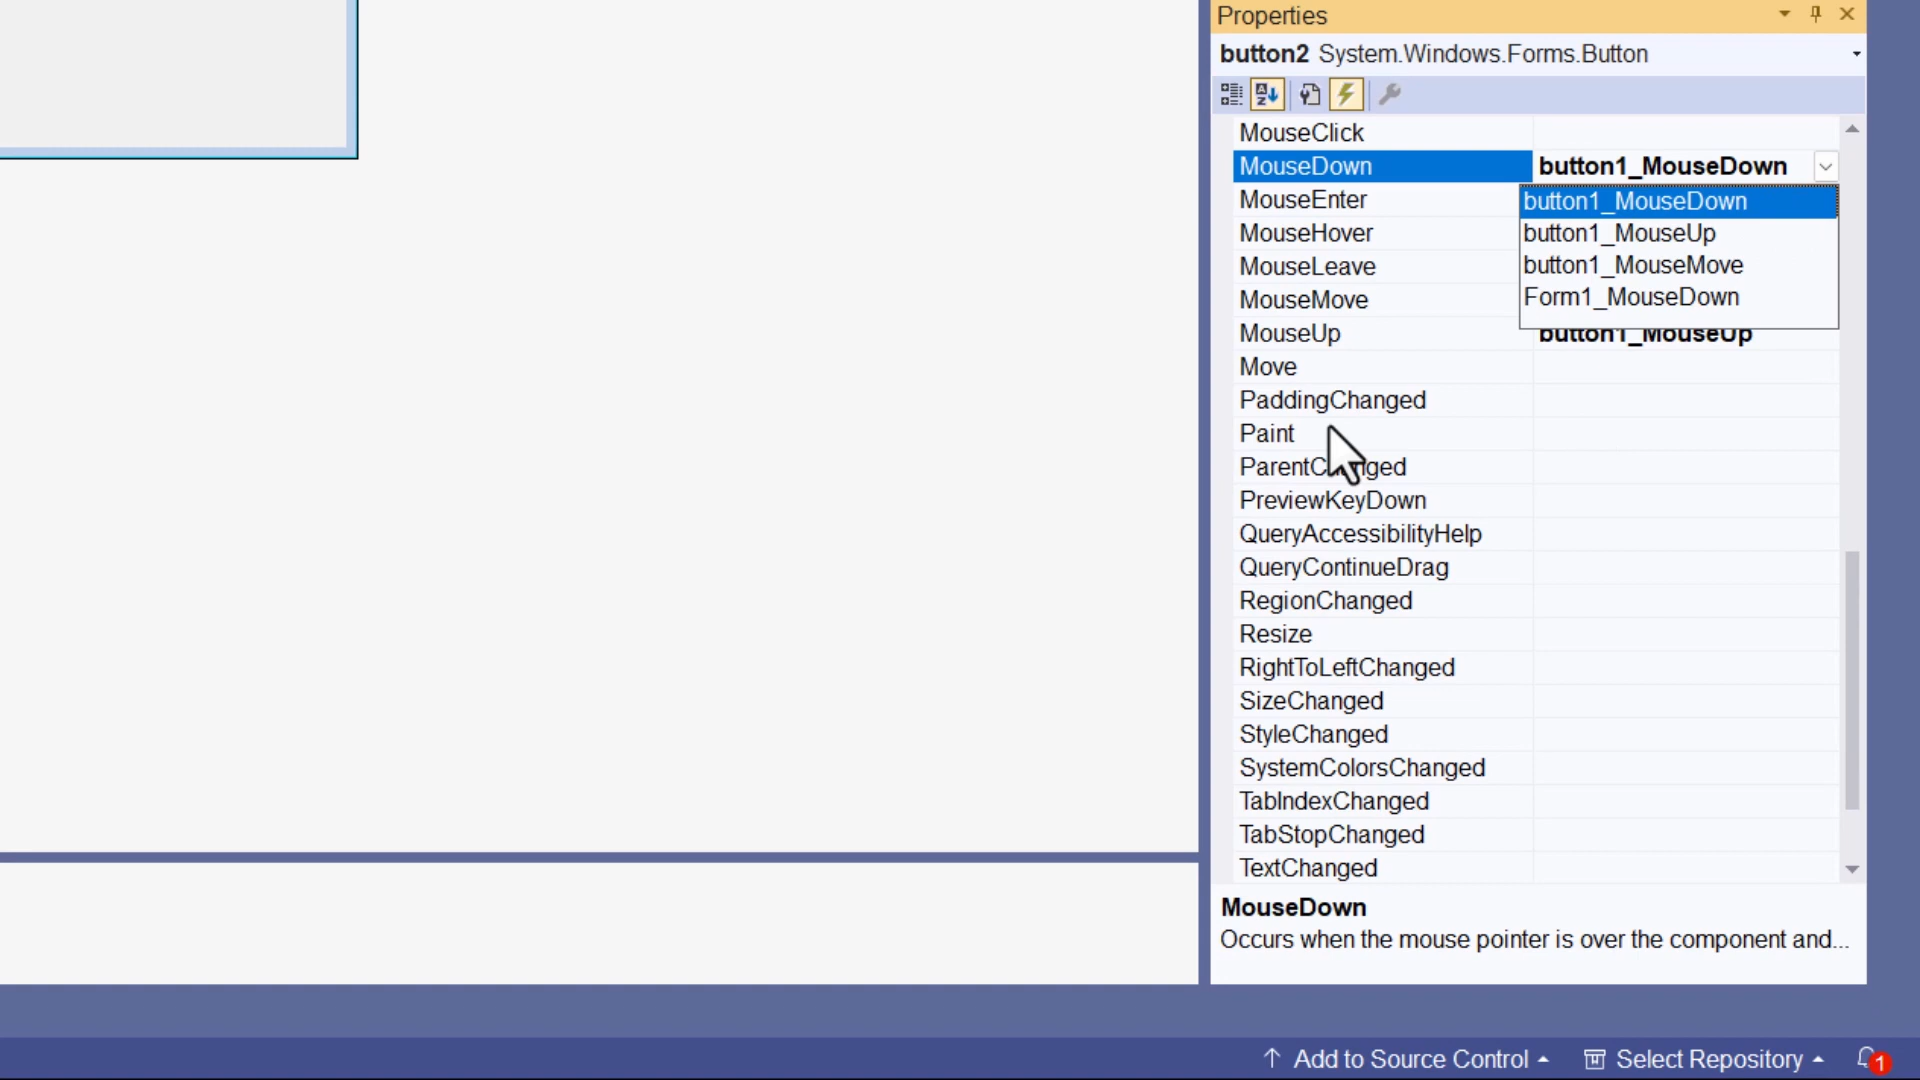 Properties
button2 System.Windows.Forms.Button
MouseClick
MouseDown button1_MouseDown
MouseEnter button1_MouseDown
MouseHover button1_MouseUp
MouseLeave button1_MouseMove
MouseMove Form1_MouseDown
MouseUp button1_MouseUp
Move
PaddingChanged
Paint
ParentChanged
PreviewKeyDown
QueryAccessibilityHelp
QueryContinueDrag
RegionChanged
Resize
RightToLeftChanged
SizeChanged
StyleChanged
SystemColorsChanged
TabIndexChanged
TabStopChanged
TextChanged
MouseDown
Occurs when the mouse pointer is over the component and...
Add to Source Control Select Repository 1